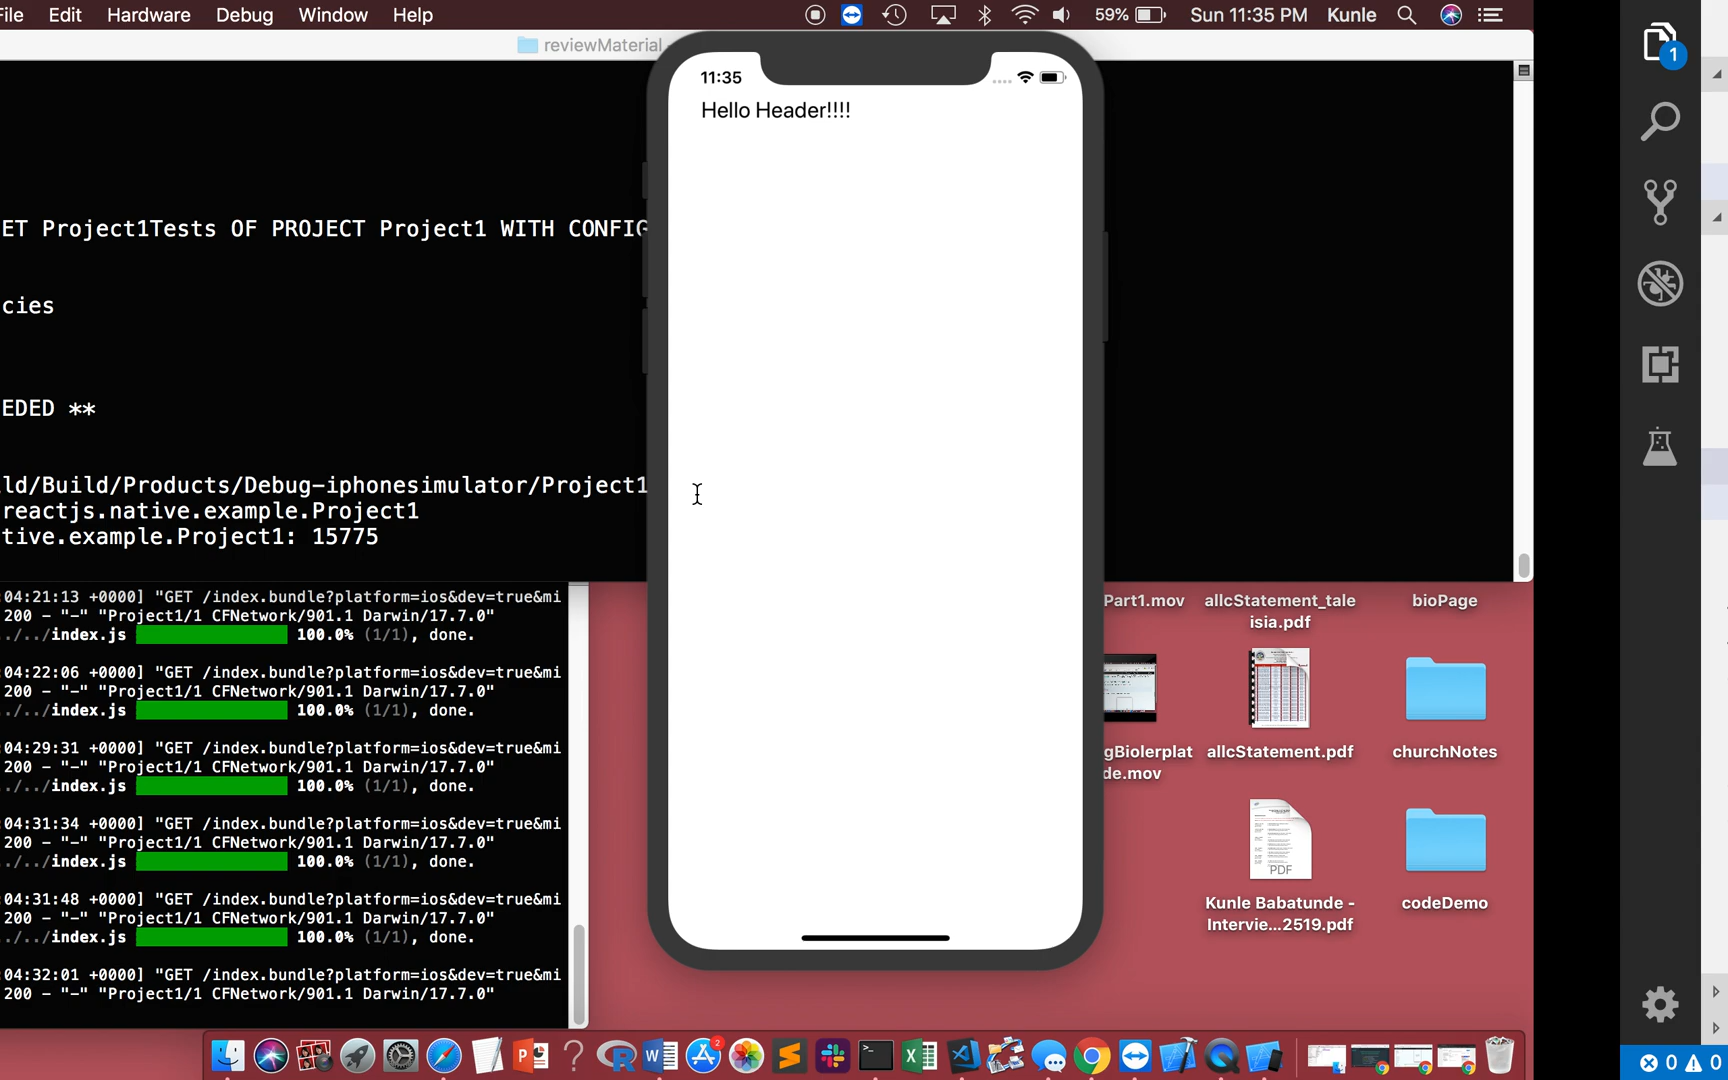 File Edit Hardware Debug Window Help
59% Sun 11:35 PM Kunle
reviewMaterial
11:35
Hello Header!!!!
ET Project1Tests OF PROJECT Project1 WITH CONFIG
cies
EDED **
ld/Build/Products/Debug-iphonesimulator/Project1
reactjs.native.example.Project1
tive.example.Project1: 15775
04:21:13 +0000] "GET /index.bundle?platform=ios&dev=true&mi
200 - "-" "Project1/1 CFNetwork/901.1 Darwin/17.7.0"
../../index.js 100.0% (1/1), done.
:04:22:06 +0000] "GET /index.bundle?platform=ios&dev=true&mi
200 - "-" "Project1/1 CFNetwork/901.1 Darwin/17.7.0"
../../index.js 100.0% (1/1), done.
:04:29:31 +0000] "GET /index.bundle?platform=ios&dev=true&mi
200 - "-" "Project1/1 CFNetwork/901.1 Darwin/17.7.0"
../../index.js 100.0% (1/1), done.
:04:31:34 +0000] "GET /index.bundle?platform=ios&dev=true&mi
200 - "-" "Project1/1 CFNetwork/901.1 Darwin/17.7.0"
../../index.js 100.0% (1/1), done.
:04:31:48 +0000] "GET /index.bundle?platform=ios&dev=true&mi
200 - "-" "Project1/1 CFNetwork/901.1 Darwin/17.7.0"
../../index.js 100.0% (1/1), done.
:04:32:01 +0000] "GET /index.bundle?platform=ios&dev=true&mi
200 - "-" "Project1/1 CFNetwork/901.1 Darwin/17.7.0"
Part1.mov
allcStatement_tale
isia.pdf
bioPage
gBiolerplat
de.mov
allcStatement.pdf
churchNotes
PDF
Kunle Babatunde -
Intervie...2519.pdf
codeDemo
1
2
0 0